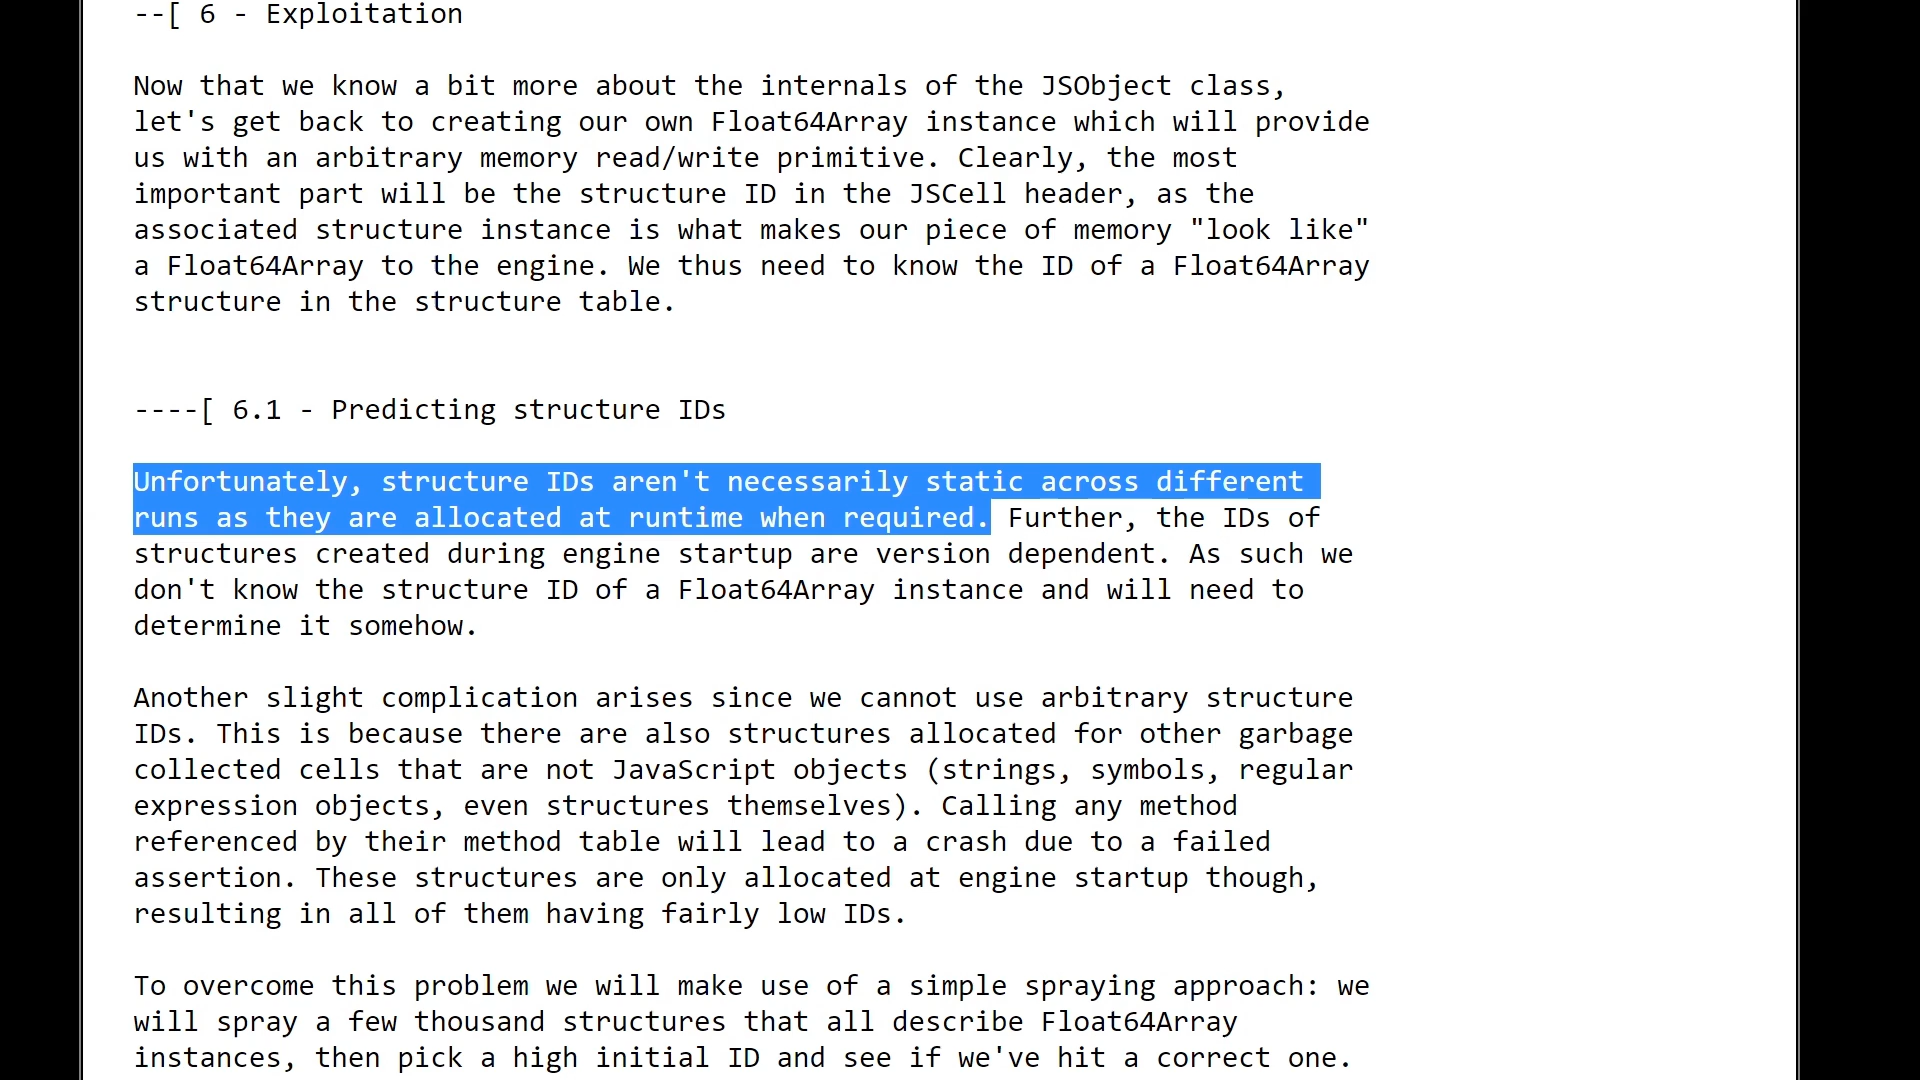 --[ 6 - Exploitation
Now that we know a bit more about the internals of the JSObject class,
let's get back to creating our own Float64Array instance which will provide
us with an arbitrary memory read/write primitive. Clearly, the most
important part will be the structure ID in the JSCell header, as the
associated structure instance is what makes our piece of memory "look like"
a Float64Array to the engine. We thus need to know the ID of a Float64Array
structure in the structure table.
----[ 6.1 - Predicting structure IDs
Unfortunately, structure IDs aren't necessarily static across different
runs as they are allocated at runtime when required. Further, the IDs of
structures created during engine startup are version dependent. As such we
don't know the structure ID of a Float64Array instance and will need to
determine it somehow.
Another slight complication arises since we cannot use arbitrary structure
IDs. This is because there are also structures allocated for other garbage
collected cells that are not JavaScript objects (strings, symbols, regular
expression objects, even structures themselves). Calling any method
referenced by their method table will lead to a crash due to a failed
assertion. These structures are only allocated at engine startup though,
resulting in all of them having fairly low IDs.
To overcome this problem we will make use of a simple spraying approach: we
will spray a few thousand structures that all describe Float64Array
instances, then pick a high initial ID and see if we've hit a correct one.